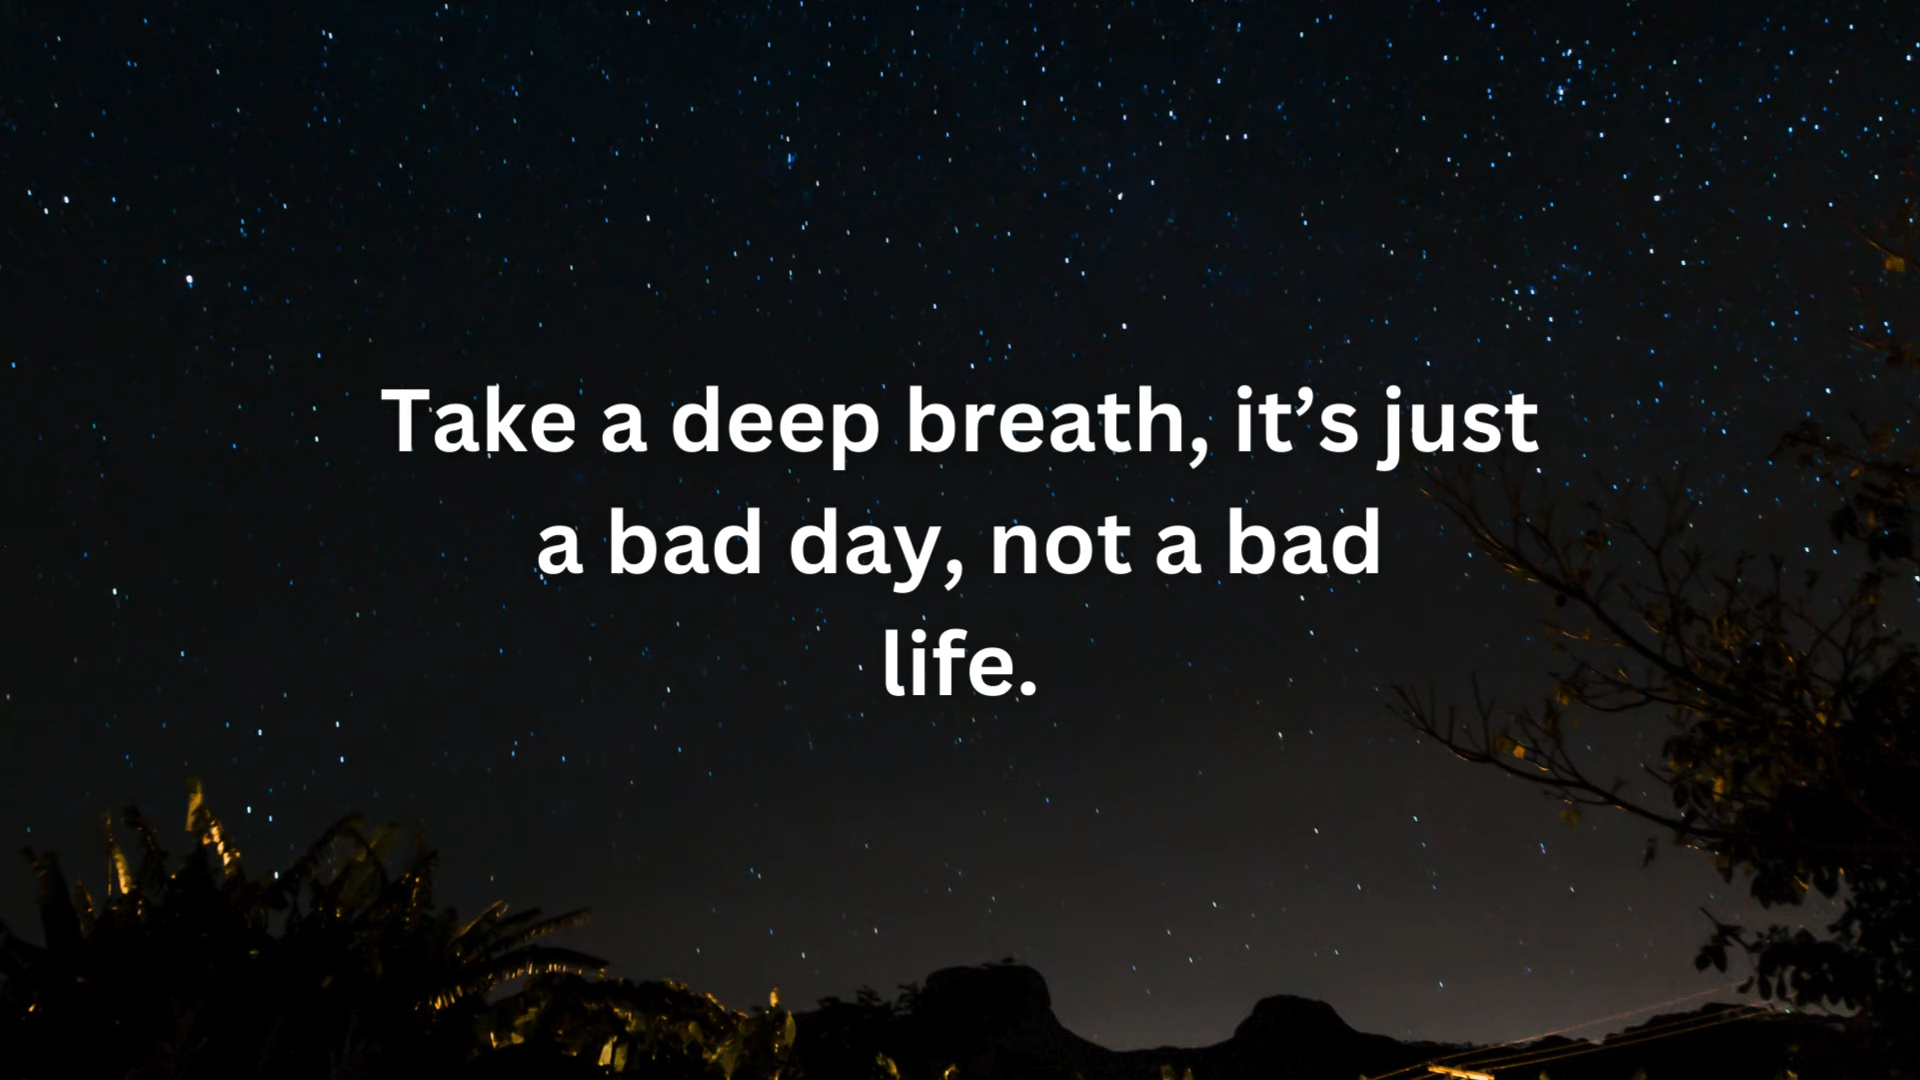 Take a deep breath, it’s just
a bad day, not a bad
life.